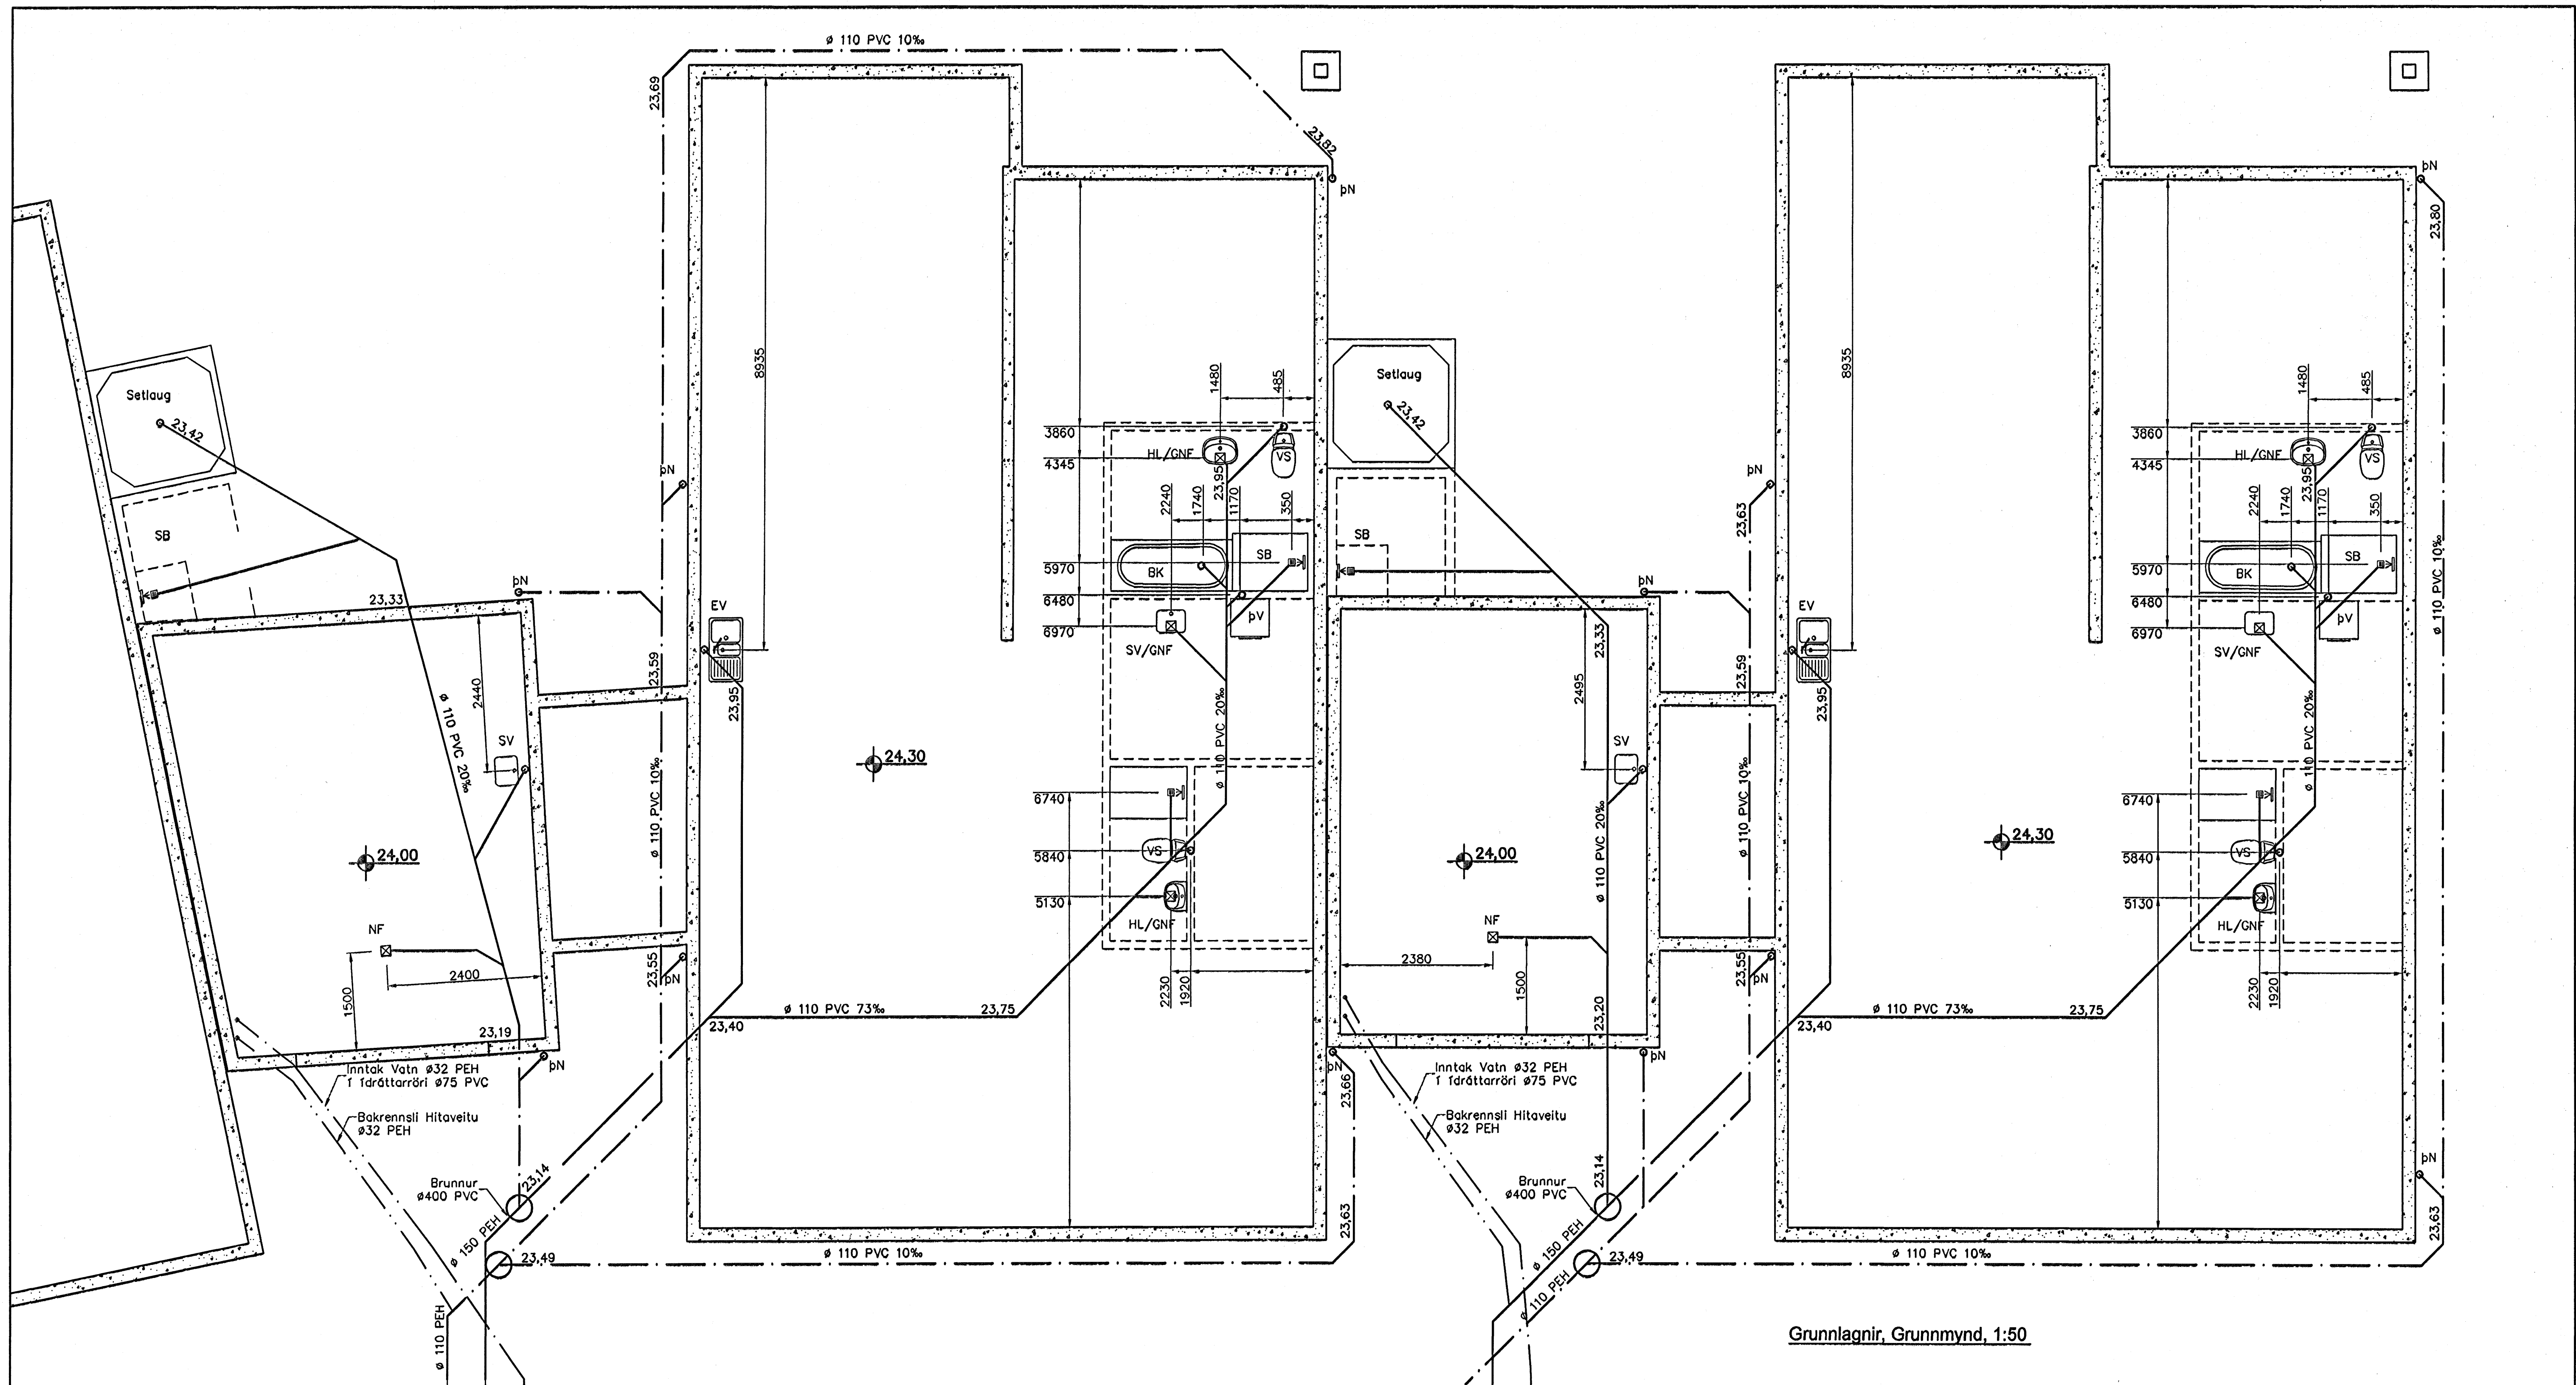 ø 110 PVC 10‰
23,69
23,82
þN
8935
þN
23,80
8935
Setlaug
23,42
Setlaug
23,42
1480
485
3860
4345
HL/GNF
VS
23,95
2240
1740
1170
350
5970
6480
6970
BK
SB
SV/GNF
þV
1480
485
3860
4345
HL/GNF
VS
23,95
2240
1740
1170
350
5970
6480
6970
BK
SB
SV/GNF
þV
þN
þN
23,63
ø 110 PVC 10‰
SB
SB
þN
23,33
þN
EV
23,95
EV
23,95
23,59
2440
ø 110 PVC 20‰
SV
23,33
2495
23,59
SV
ø 110 PVC 20‰
ø 110 PVC 20‰
24,30
ø 110 PVC 10‰
ø 110 PVC 10‰
ø 110 PVC 20‰
24,00
24,00
24,30
6740
5840
5130
VS
HL/GNF
2230
1920
6740
5840
5130
VS
HL/GNF
2230
1920
NF
2400
1500
23,19
23,55
þN
NF
2380
1500
23,20
23,55
þN
ø 110 PVC 73‰
23,75
23,40
ø 110 PVC 73‰
23,75
23,40
þN
þN
þN
23,66
Inntak Vatn ø32 PEH
í ídráttarröri ø75 PVC
Bakrennsli Hitaveitu
ø32 PEH
Inntak Vatn ø32 PEH
í ídráttarröri ø75 PVC
Bakrennsli Hitaveitu
ø32 PEH
Brunnur
ø400 PVC
23,14
Brunnur
ø400 PVC
23,14
þN
23,63
23,63
ø 150 PEH
23,49
ø 110 PVC 10‰
ø 150 PEH
23,49
ø 110 PVC 10‰
ø 110 PEH
ø 110 PEH
Grunnlagnir, Grunnmynd, 1:50